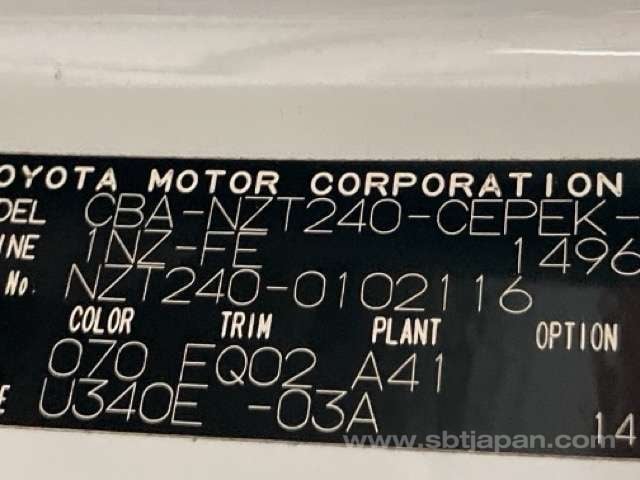 OYOTA MOTOR CORPORATION
DEL CBA-NZT240-CEPEK-
INE 1NZ-FE 1496
No. NZT240-0102116
COLOR TRIM PLANT OPTION
070 FQ02 A41
E U340E -03A 14
www.sbtjapan.com